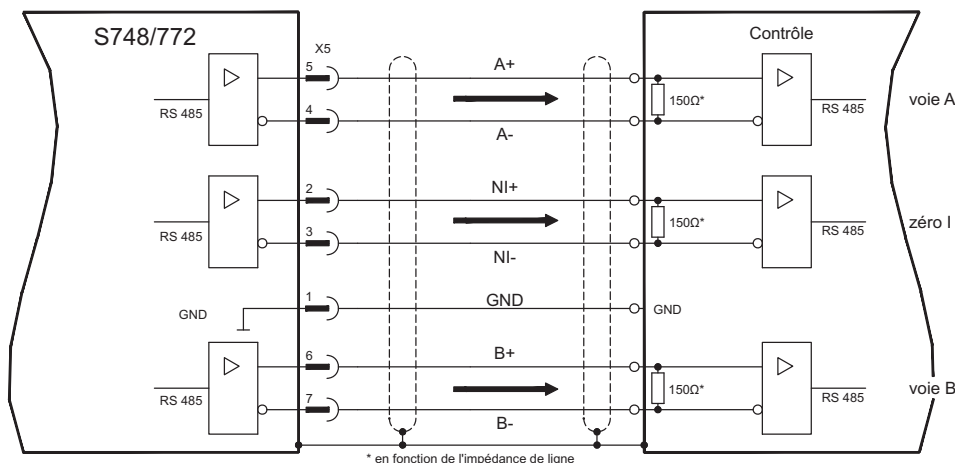 S748/772
X5
Contrôle
5
A+
RS 485
150Ω*
RS 485
voie A
4
A-
2
NI+
RS 485
150Ω*
RS 485
zéro I
3
NI-
1
GND
GND
GND
6
B+
RS 485
150Ω*
RS 485
voie B
7
B-
* en fonction de l'impédance de ligne